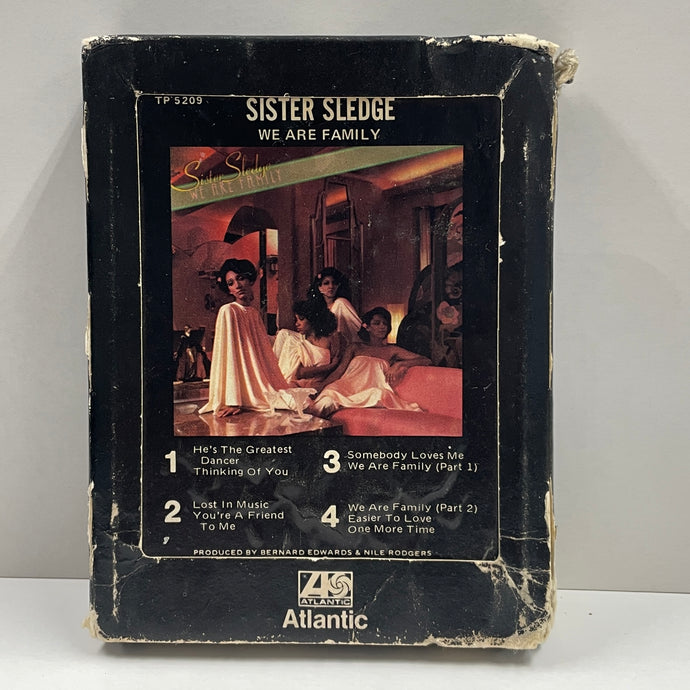 TP 5209
SISTER SLEDGE
WE ARE FAMILY
Sister Sledge
WE ARE FAMILY
1 He's The Greatest
Dancer
Thinking Of You
2 Lost In Music
You're A Friend
To Me
3 Somebody Loves Me
We Are Family (Part 1)
4 We Are Family (Part 2)
Easier To Love
One More Time
PRODUCED BY BERNARD EDWARDS & NILE RODGERS
ATLANTIC
Atlantic